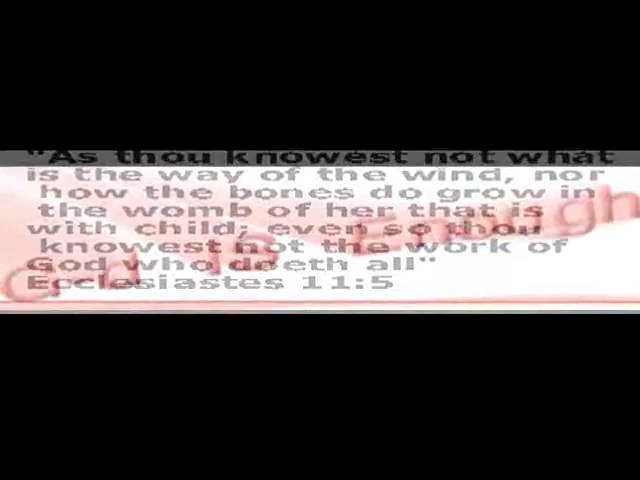 "As thou knowest not what
is the way of the wind, nor
how the bones do grow in
the womb of her that is
with child; even so thou
knowest not the work of
God who doeth all"
Ecclesiastes 11:5
is Enough